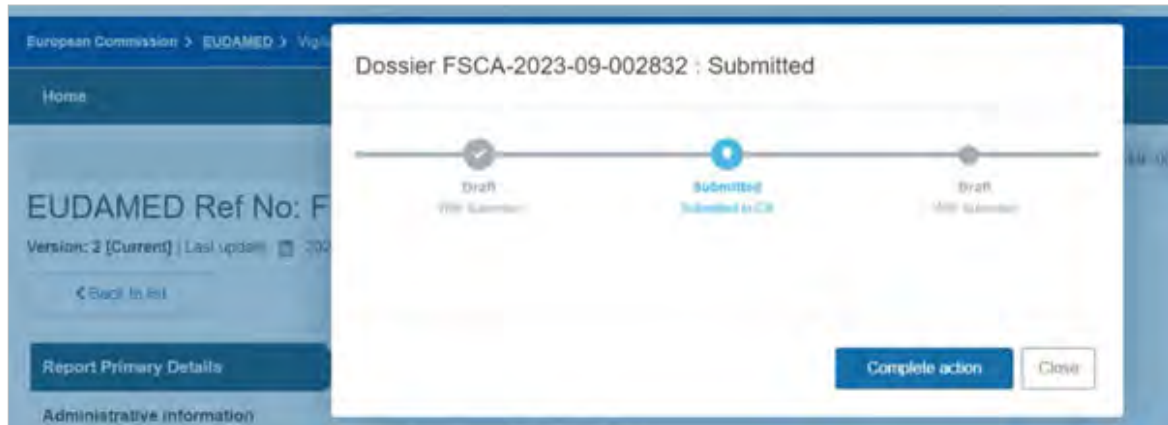 European Commission > EUDAMED >
Home
EUDAMED Ref No: F
Version: 2 [Current] | Last update:
Back to list
Report Primary Details
Administrative information
Dossier FSCA-2023-09-002832 : Submitted
Draft
Submitted
Submitted to CA
Draft
Complete action
Close